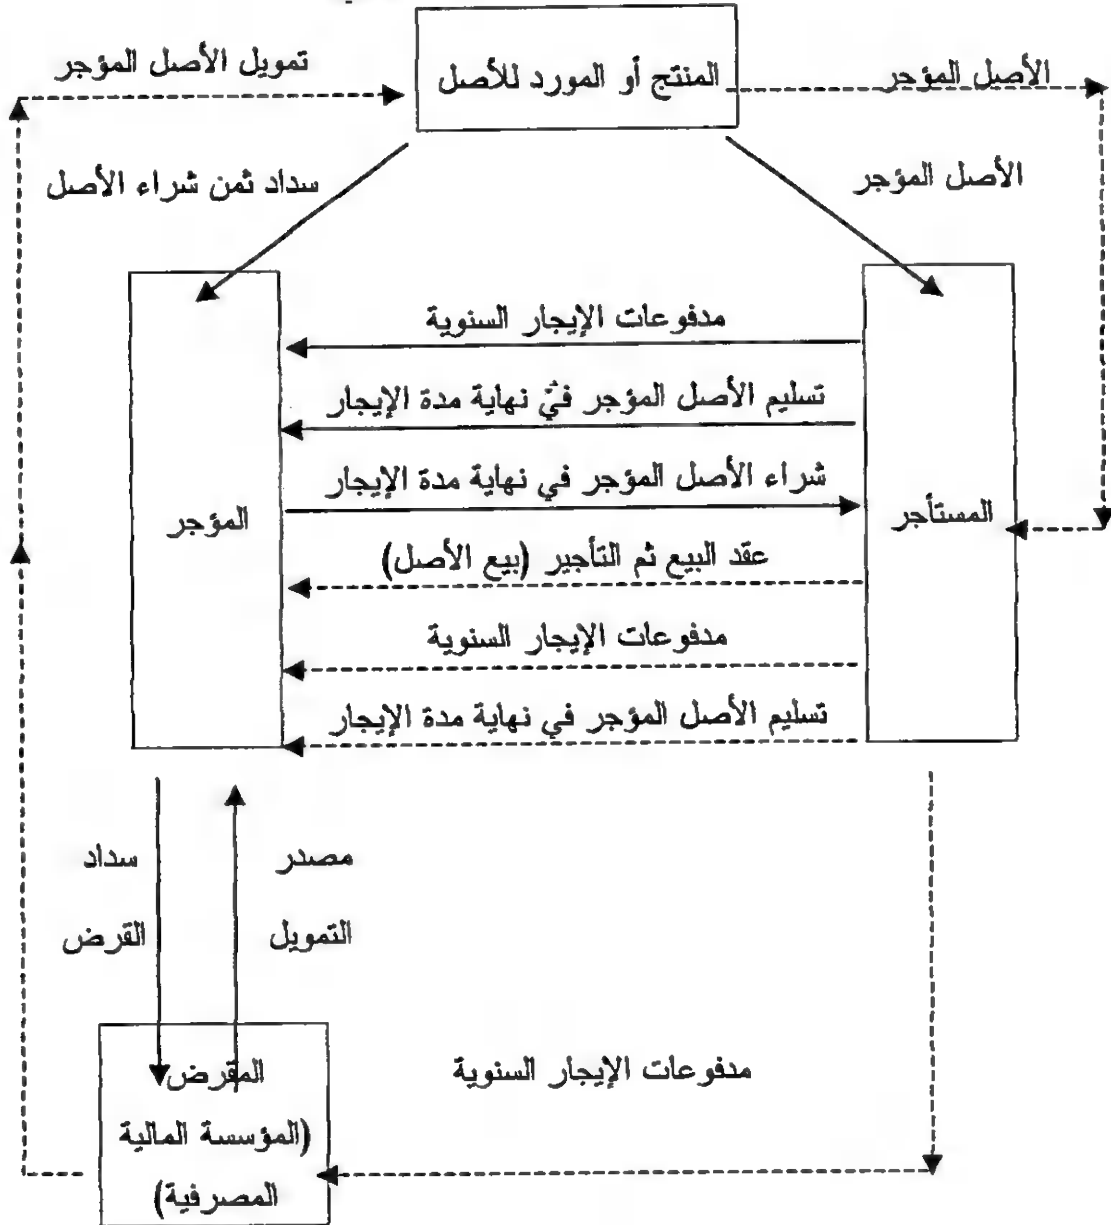 المنتج أو المورد للأصل
تمويل الأصل المؤجر
الأصل المؤجر
سداد ثمن شراء الأصل
الأصل المؤجر
مدفوعات الإيجار السنوية
تسليم الأصل المؤجر في نهاية مدة الإيجار
شراء الأصل المؤجر في نهاية مدة الإيجار
المستأجر
المؤجر
عقد البيع ثم التأجير (بيع الأصل)
مدفوعات الإيجار السنوية
تسليم الأصل المؤجر في نهاية مدة الإيجار
مصدر
سداد
التمويل
القرض
مدفوعات الإيجار السنوية
المقرض
(المؤسسة المالية
المصرفية)